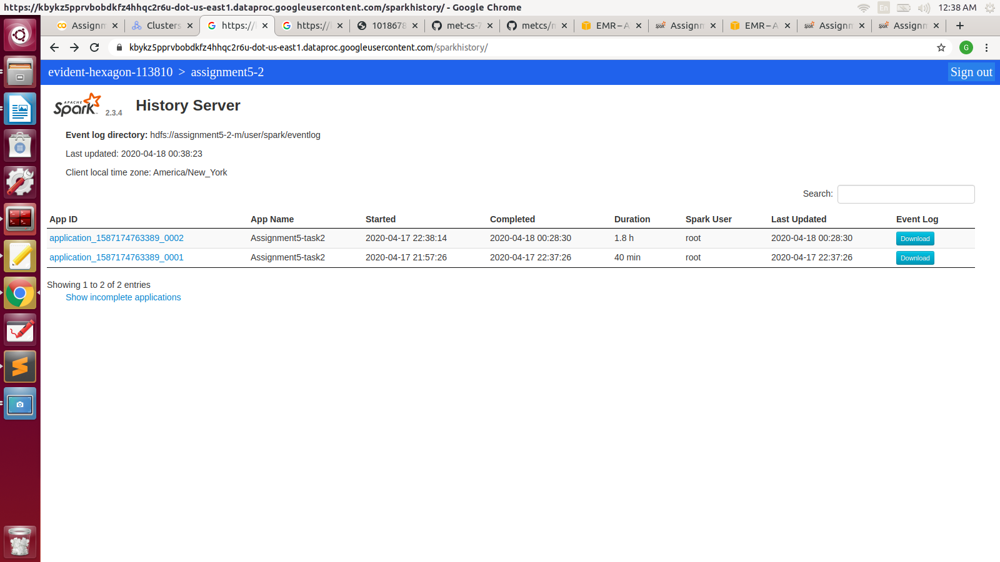 https://kbykz5pprvbobdkfz4hhqc2r6u-dot-us-east1.dataproc.googleusercontent.com/sparkhistory/ - Google Chrome
En
12:38 AM
Assignm
Clusters
https://
https://
1018678
met-cs-7
metcs/m
EMR – A
Assignm
EMR – A
Assignm
Assignm
kbykz5pprvbobdkfz4hhqc2r6u-dot-us-east1.dataproc.googleusercontent.com/sparkhistory/
G
evident-hexagon-113810 > assignment5-2
Sign out
APACHE
Spark 2.3.4 History Server
Event log directory: hdfs://assignment5-2-m/user/spark/eventlog
Last updated: 2020-04-18 00:38:23
Client local time zone: America/New_York
Search:
App ID App Name Started Completed Duration Spark User Last Updated Event Log
application_1587174763389_0002 Assignment5-task2 2020-04-17 22:38:14 2020-04-18 00:28:30 1.8 h root 2020-04-18 00:28:30 Download
application_1587174763389_0001 Assignment5-task2 2020-04-17 21:57:26 2020-04-17 22:37:26 40 min root 2020-04-17 22:37:26 Download
Showing 1 to 2 of 2 entries
Show incomplete applications